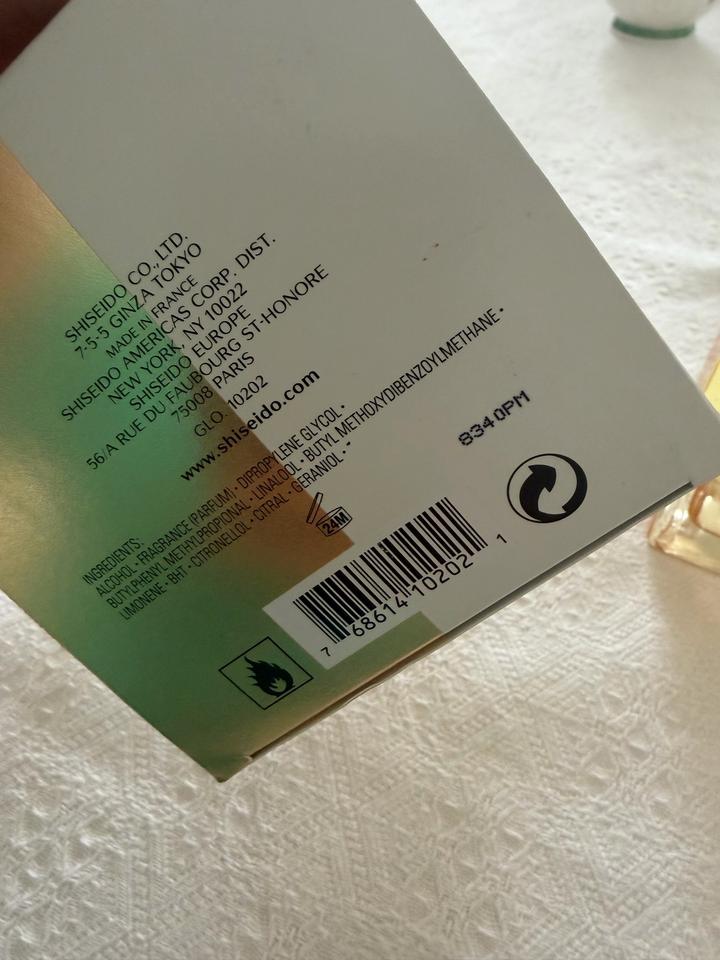 SHISEIDO CO., LTD.
7-5-5 GINZA TOKYO
MADE IN FRANCE
SHISEIDO AMERICAS CORP. DIST.
NEW YORK, NY 10022
SHISEIDO EUROPE
56/A RUE DU FAUBOURG ST-HONORE
75008 PARIS
GLO. 10202
www.shiseido.com
INGREDIENTS:
ALCOHOL • FRAGRANCE (PARFUM) • DIPROPYLENE GLYCOL •
BUTYLPHENYL METHYLPROPIONAL • LINALOOL • BUTYL METHOXYDIBENZOYLMETHANE •
LIMONENE • BHT • CITRONELLOL • CITRAL • GERANIOL •
24M
8340PM
7 68614 10202 1